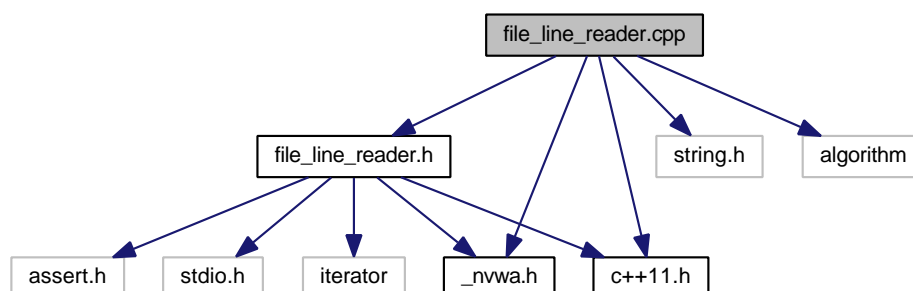 file_line_reader.cpp
file_line_reader.h
string.h
algorithm
assert.h
stdio.h
iterator
_nvwa.h
c++11.h